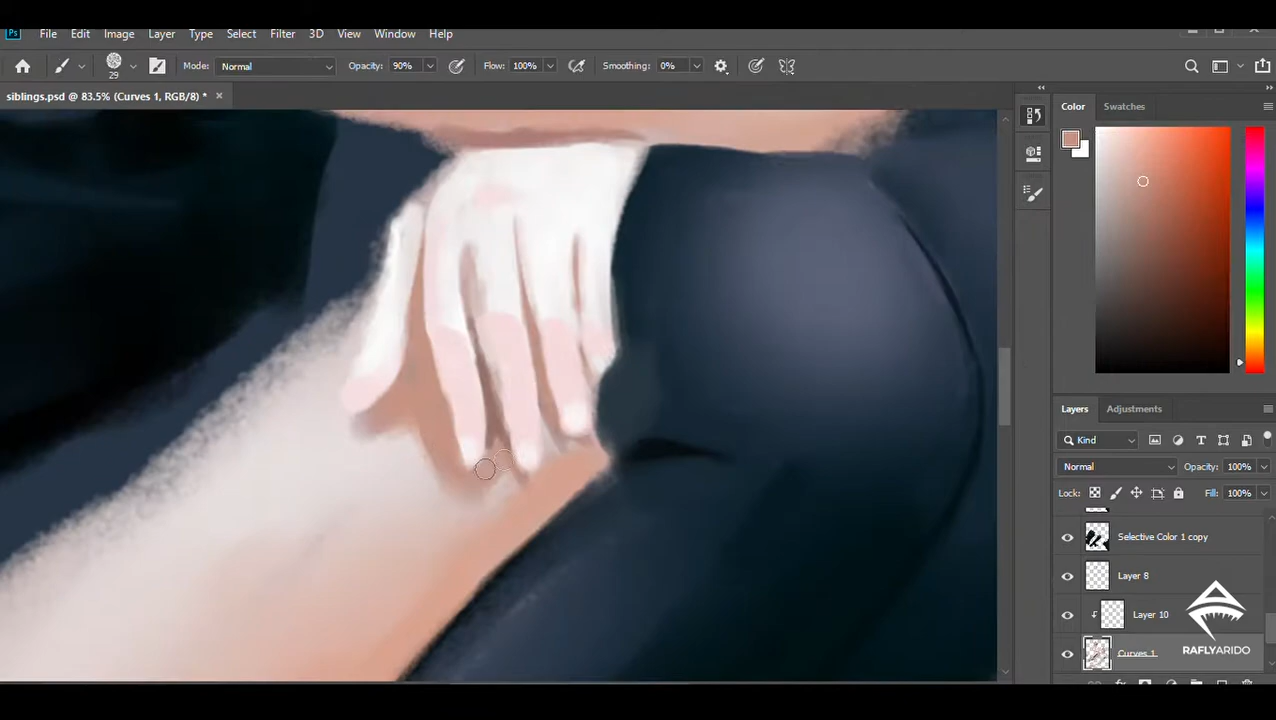 Ps File Edit Image Layer Type Select Filter 3D View Window Help
29 Mode: Normal Opacity: 90% Flow: 100% Smoothing: 0%
siblings.psd @ 83.5% (Curves 1, RGB/8) * ×
Color Swatches
Layers Adjustments
Kind
Normal Opacity: 100%
Lock: Fill: 100%
Selective Color 1 copy
Layer 8
Layer 10
Curves 1
RAFLYARIDO